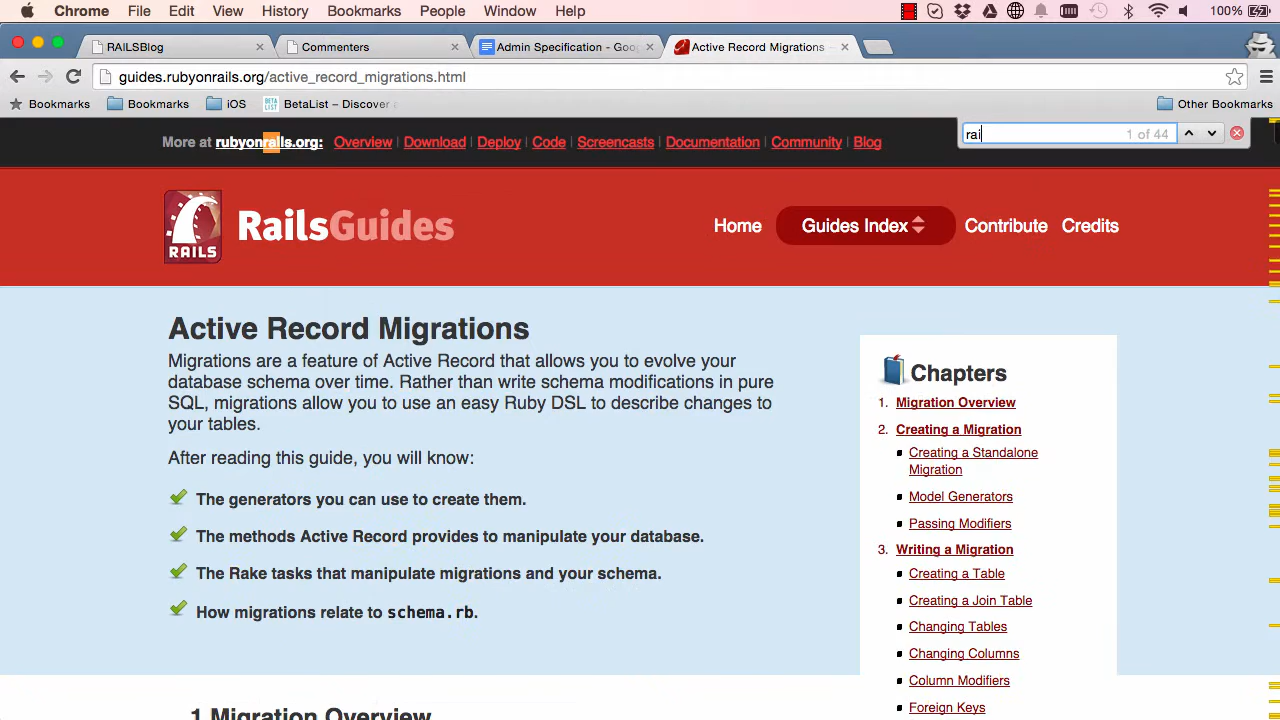 Chrome File Edit View History Bookmarks People Window Help 100%
RAILSBlog Commenters Admin Spcification - Goo Active Record Migrations
guides.rubyonrails.org/active_record_migrations.html
Bookmarks Bookmarks iOS BETA LIST BetaList – Discover Other Bookmarks
rai 1 of 44
More at rubyonrails.org: Overview | Download | Deploy | Code | Screencasts | Documentation | Ecosystem | Community | Blog
RAILS RailsGuides Home Guides Index Contribute Credits
Active Record Migrations
Migrations are a feature of Active Record that allows you to evolve your
database schema over time. Rather than write schema modifications in pure
SQL, migrations allow you to use an easy Ruby DSL to describe changes to
your tables.
After reading this guide, you will know:
The generators you can use to create them.
The methods Active Record provides to manipulate your database.
The Rake tasks that manipulate migrations and your schema.
How migrations relate to schema.rb.
Chapters
1. Migration Overview
2. Creating a Migration
Creating a Standalone
Migration
Model Generators
Passing Modifiers
3. Writing a Migration
Creating a Table
Creating a Join Table
Changing Tables
Changing Columns
Column Modifiers
Foreign Keys
1 Migration Overview